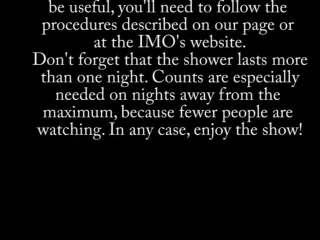 be useful, you'll need to follow the
procedures described on our page or
at the IMO's website.
Don't forget that the shower lasts more
than one night. Counts are especially
needed on nights away from the
maximum, because fewer people are
watching. In any case, enjoy the show!